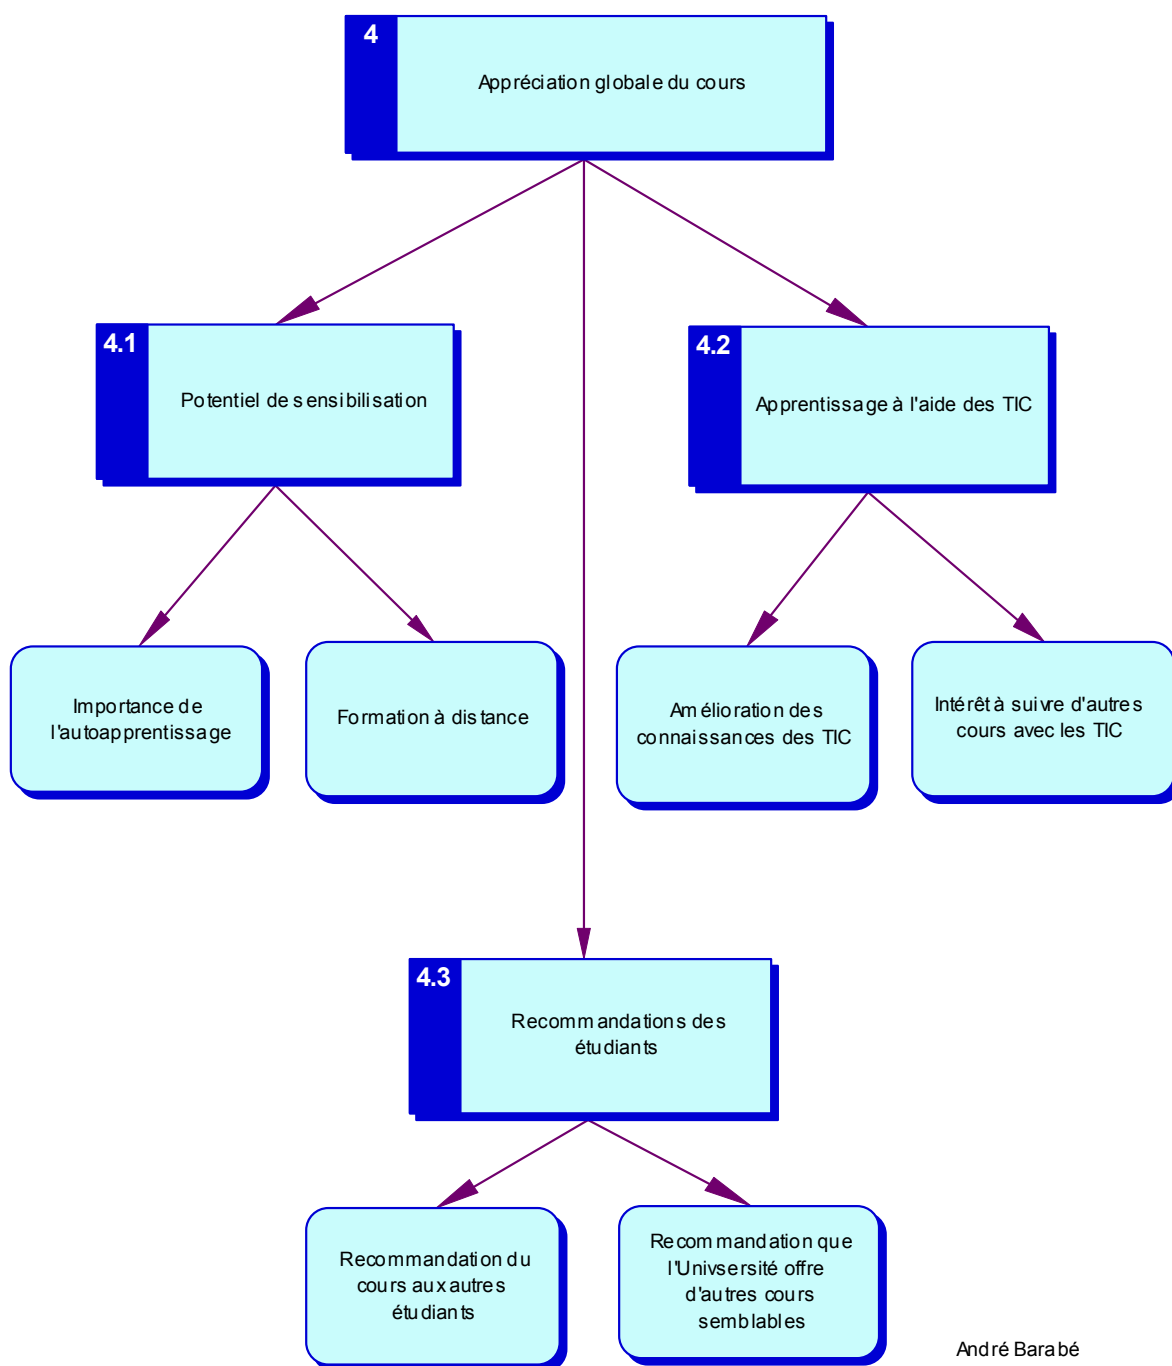 4
Appréciation globale du cours
4.1
Potentiel de sensibilisation
4.2
Apprentissage à l'aide des TIC
Importance de
l'autoapprentissage
Formation à distance
Amélioration des
connaissances des TIC
Intérêt à suivre d'autres
cours avec les TIC
4.3
Recommandations des
étudiants
Recommandation du
cours aux autres
étudiants
Recommandation que
l'Univsersité offre
d'autres cours
semblables
André Barabé